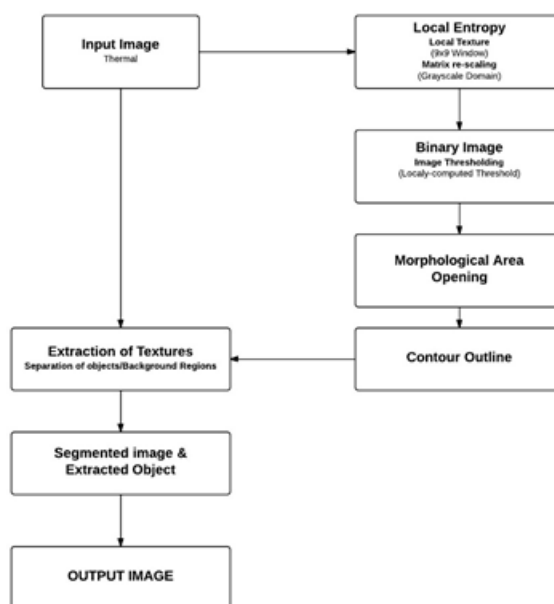 Input Image
Thermal
Local Entropy
Local Texture
(9x9 Window)
Matrix re-scaling
(Grayscale Domain)
Binary Image
Image Thresholding
(Localy-computed Threshold)
Morphological Area
Opening
Extraction of Textures
Separation of objects/Background Regions
Contour Outline
Segmented image &
Extracted Object
OUTPUT IMAGE